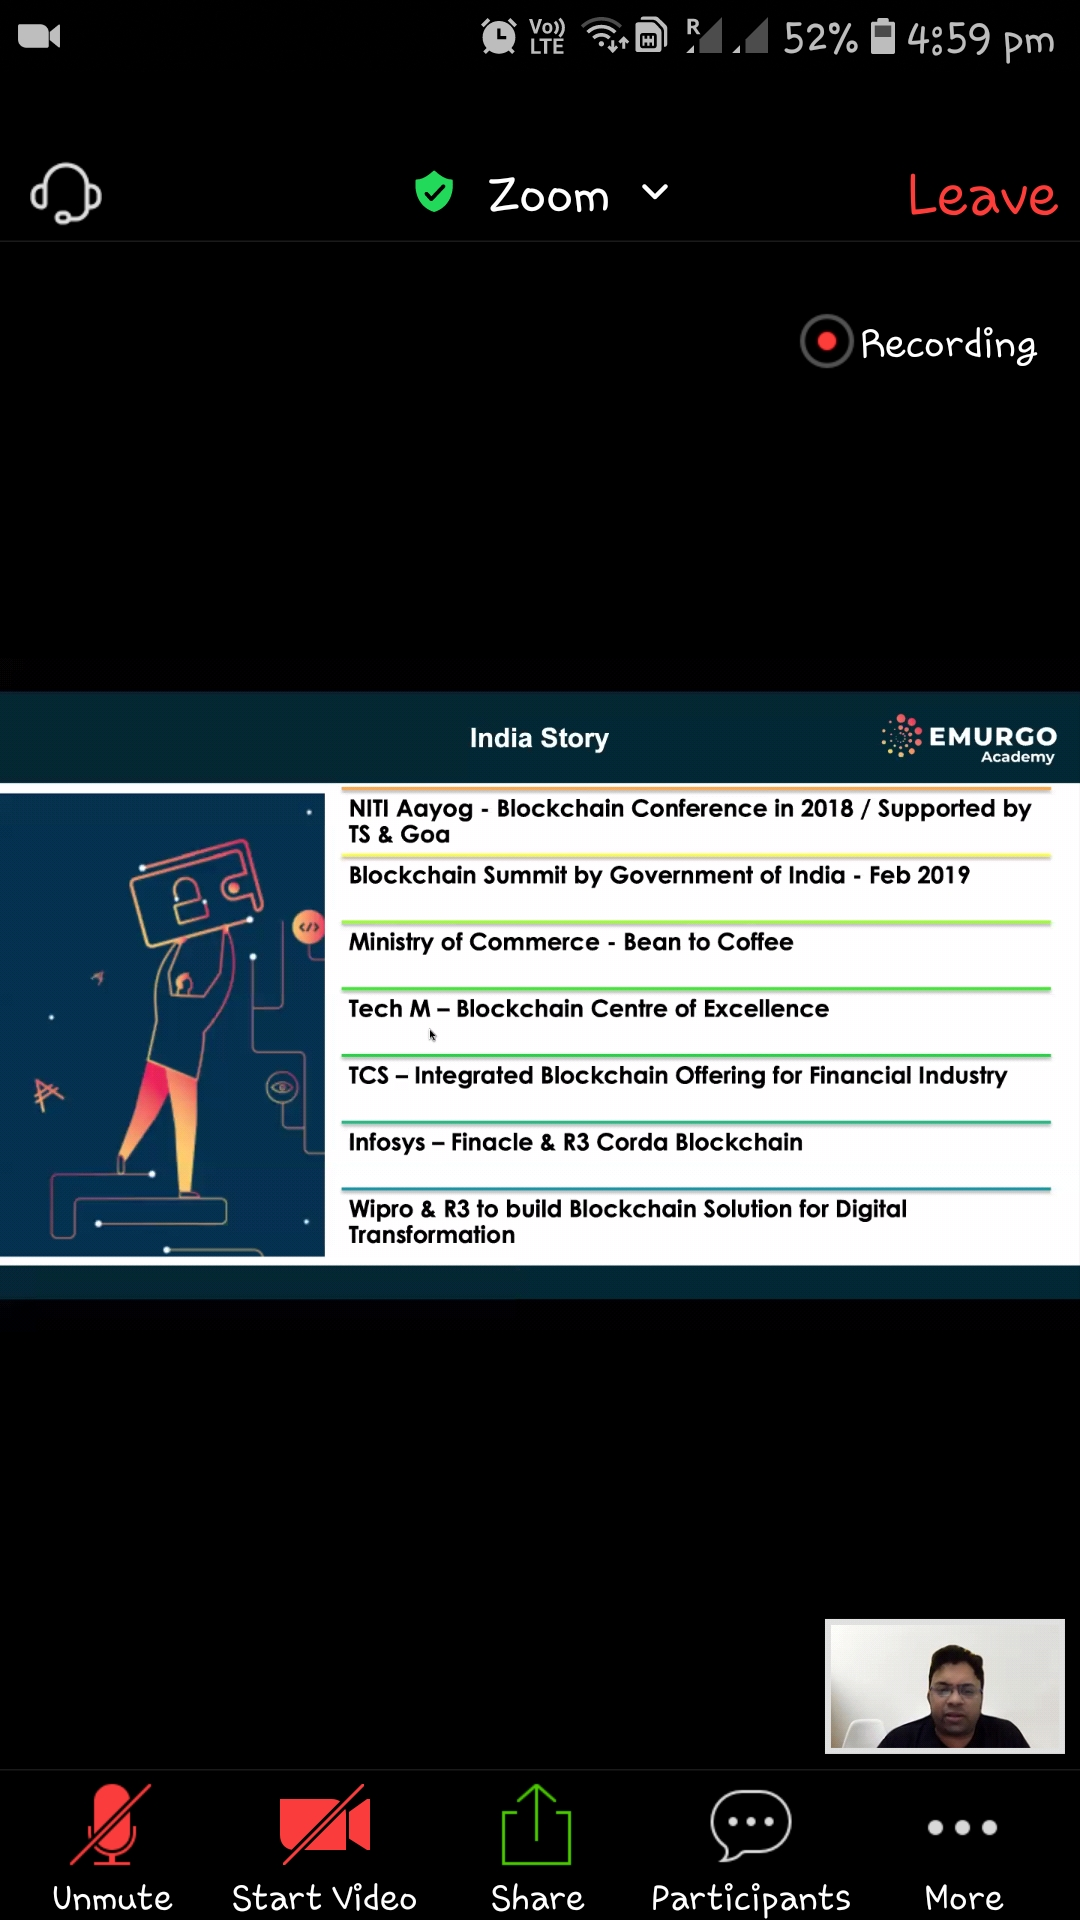 Vo)) LTE R 52% 4:59 pm
Zoom Leave
Recording
India Story
EMURGO
Academy
NITI Aayog - Blockchain Conference in 2018 / Supported by
TS & Goa
Blockchain Summit by Government of India - Feb 2019
Ministry of Commerce - Bean to Coffee
Tech M – Blockchain Centre of Excellence
TCS – Integrated Blockchain Offering for Financial Industry
Infosys – Finacle & R3 Corda Blockchain
Wipro & R3 to build Blockchain Solution for Digital
Transformation
</>
Unmute Start Video Share Participants More